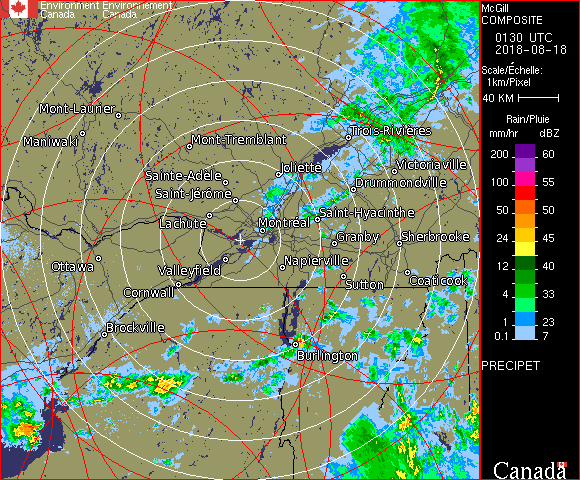 Environment Environnement
Canada Canada
McGill
COMPOSITE
0130 UTC
2018-08-18
Scale/Échelle:
1km/Pixel
40 KM
Rain/Pluie
mm/hr dBZ
200 60
100 55
50 50
24 45
12 40
4 33
1 23
0.1 7
PRECIPET
Canada
Mont-Laurier
Maniwaki
Mont-Tremblant
Trois-Rivières
Joliette
Victoriaville
Sainte-Adèle
Drummondville
Saint-Jérôme
Saint-Hyacinthe
Lachute
Montréal
Granby
Sherbrooke
Ottawa
Valleyfield
Napierville
Cornwall
Sutton
Coaticook
Brockville
Burlington